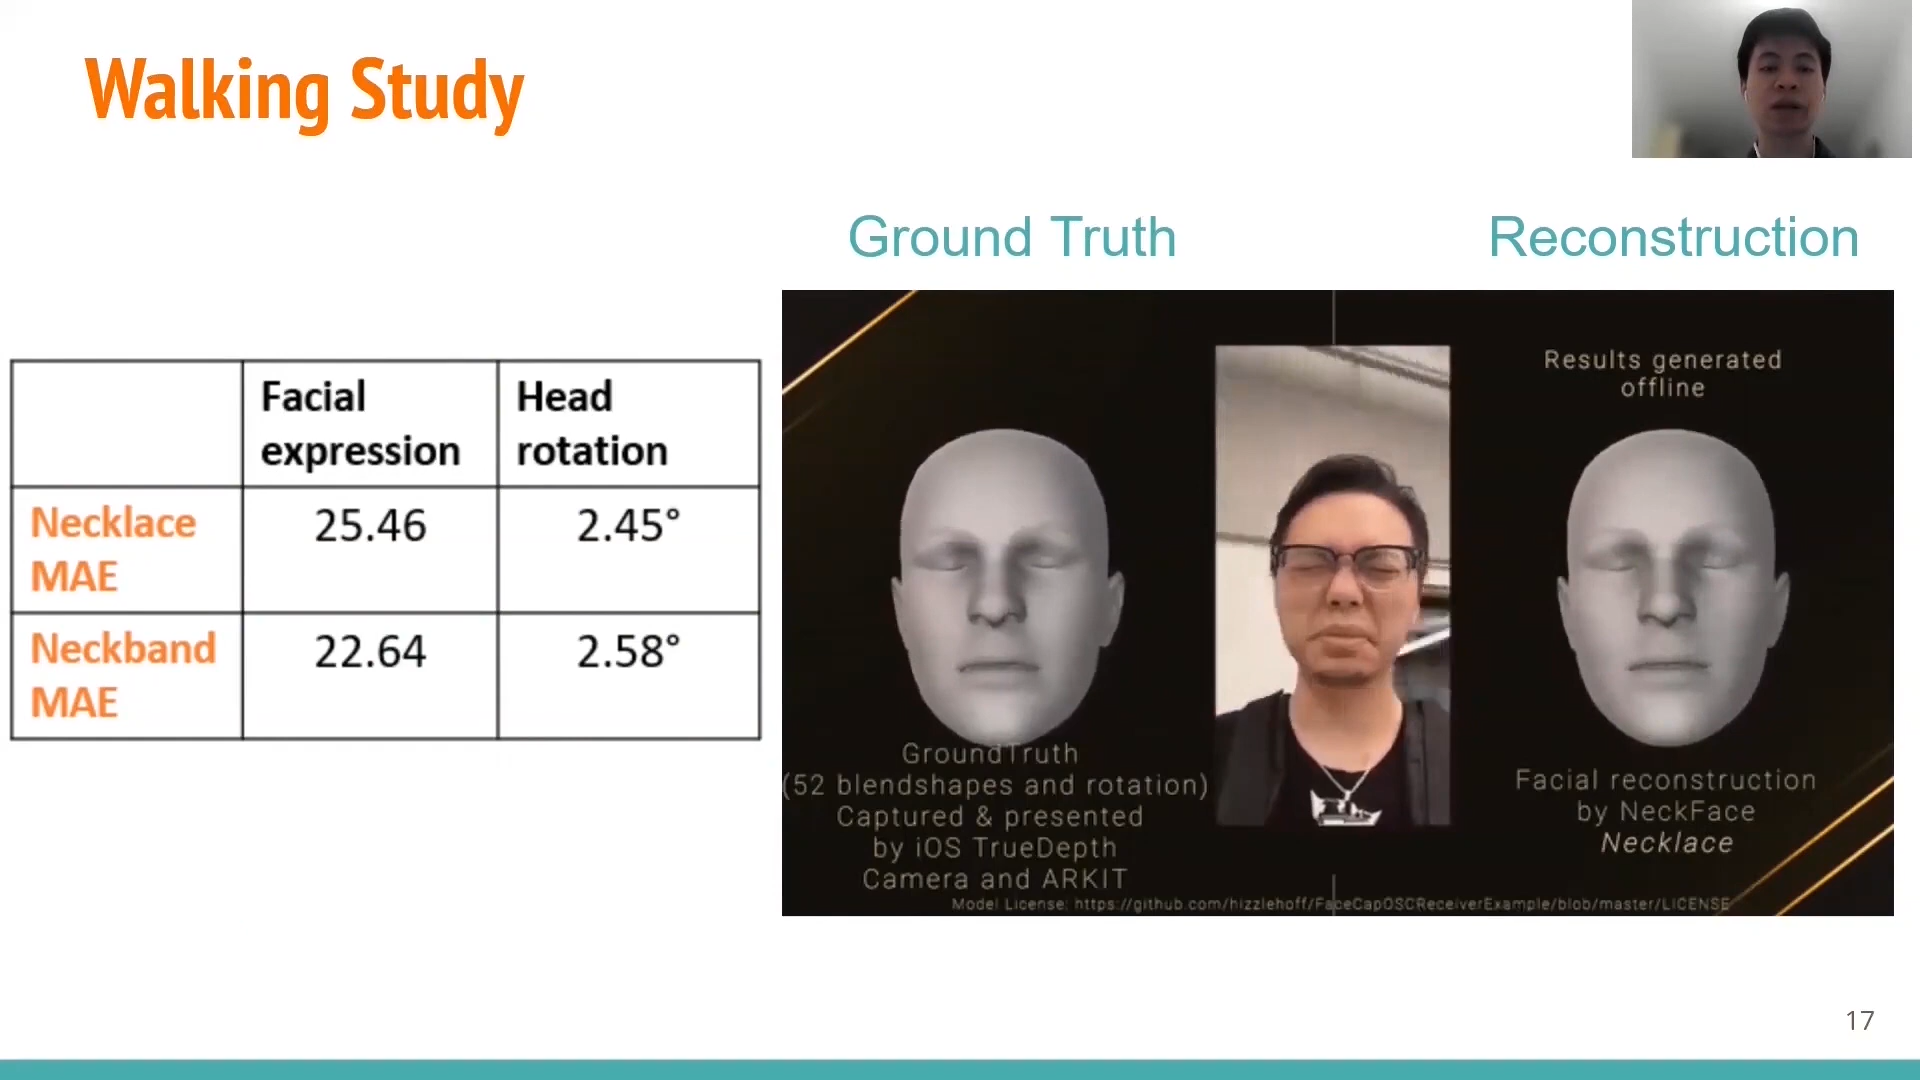 Walking Study
Ground Truth
Reconstruction
Facial
expression
Head
rotation
Necklace
MAE
25.46
2.45°
Neckband
MAE
22.64
2.58°
GroundTruth
(52 blendshapes and rotation)
Captured & presented
by iOS TrueDepth
Camera and ARKIT
Results generated
offline
Facial reconstruction
by NeckFace
Necklace
Model License: https://github.com/hizzlehoff/FaceCapOSCReceiverExample/blob/master/LICENSE
17